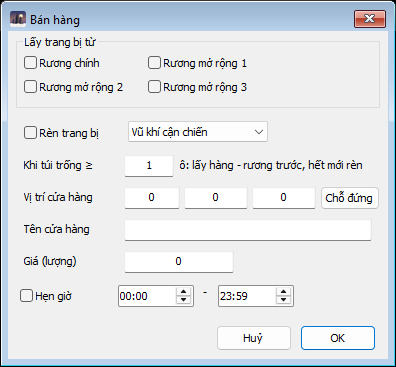 Bán hàng
Lấy trang bị từ
Rương chính Rương mở rộng 1
Rương mở rộng 2 Rương mở rộng 3
Rèn trang bị Vũ khí cận chiến
Khi túi trống ≥ 1 ô: lấy hàng - rương trước, hết mới rèn
Vị trí cửa hàng 0 0 0 Chỗ đứng
Tên cửa hàng
Giá (lượng) 0
Hẹn giờ 00:00 - 23:59
Huỷ OK